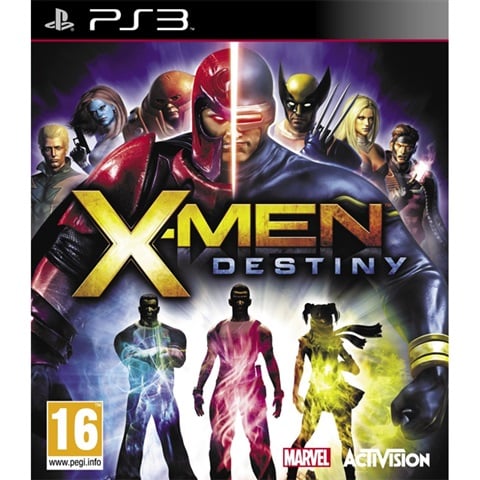 PS3
X-MEN
DESTINY
16
www.pegi.info
MARVEL
ACTIVISION